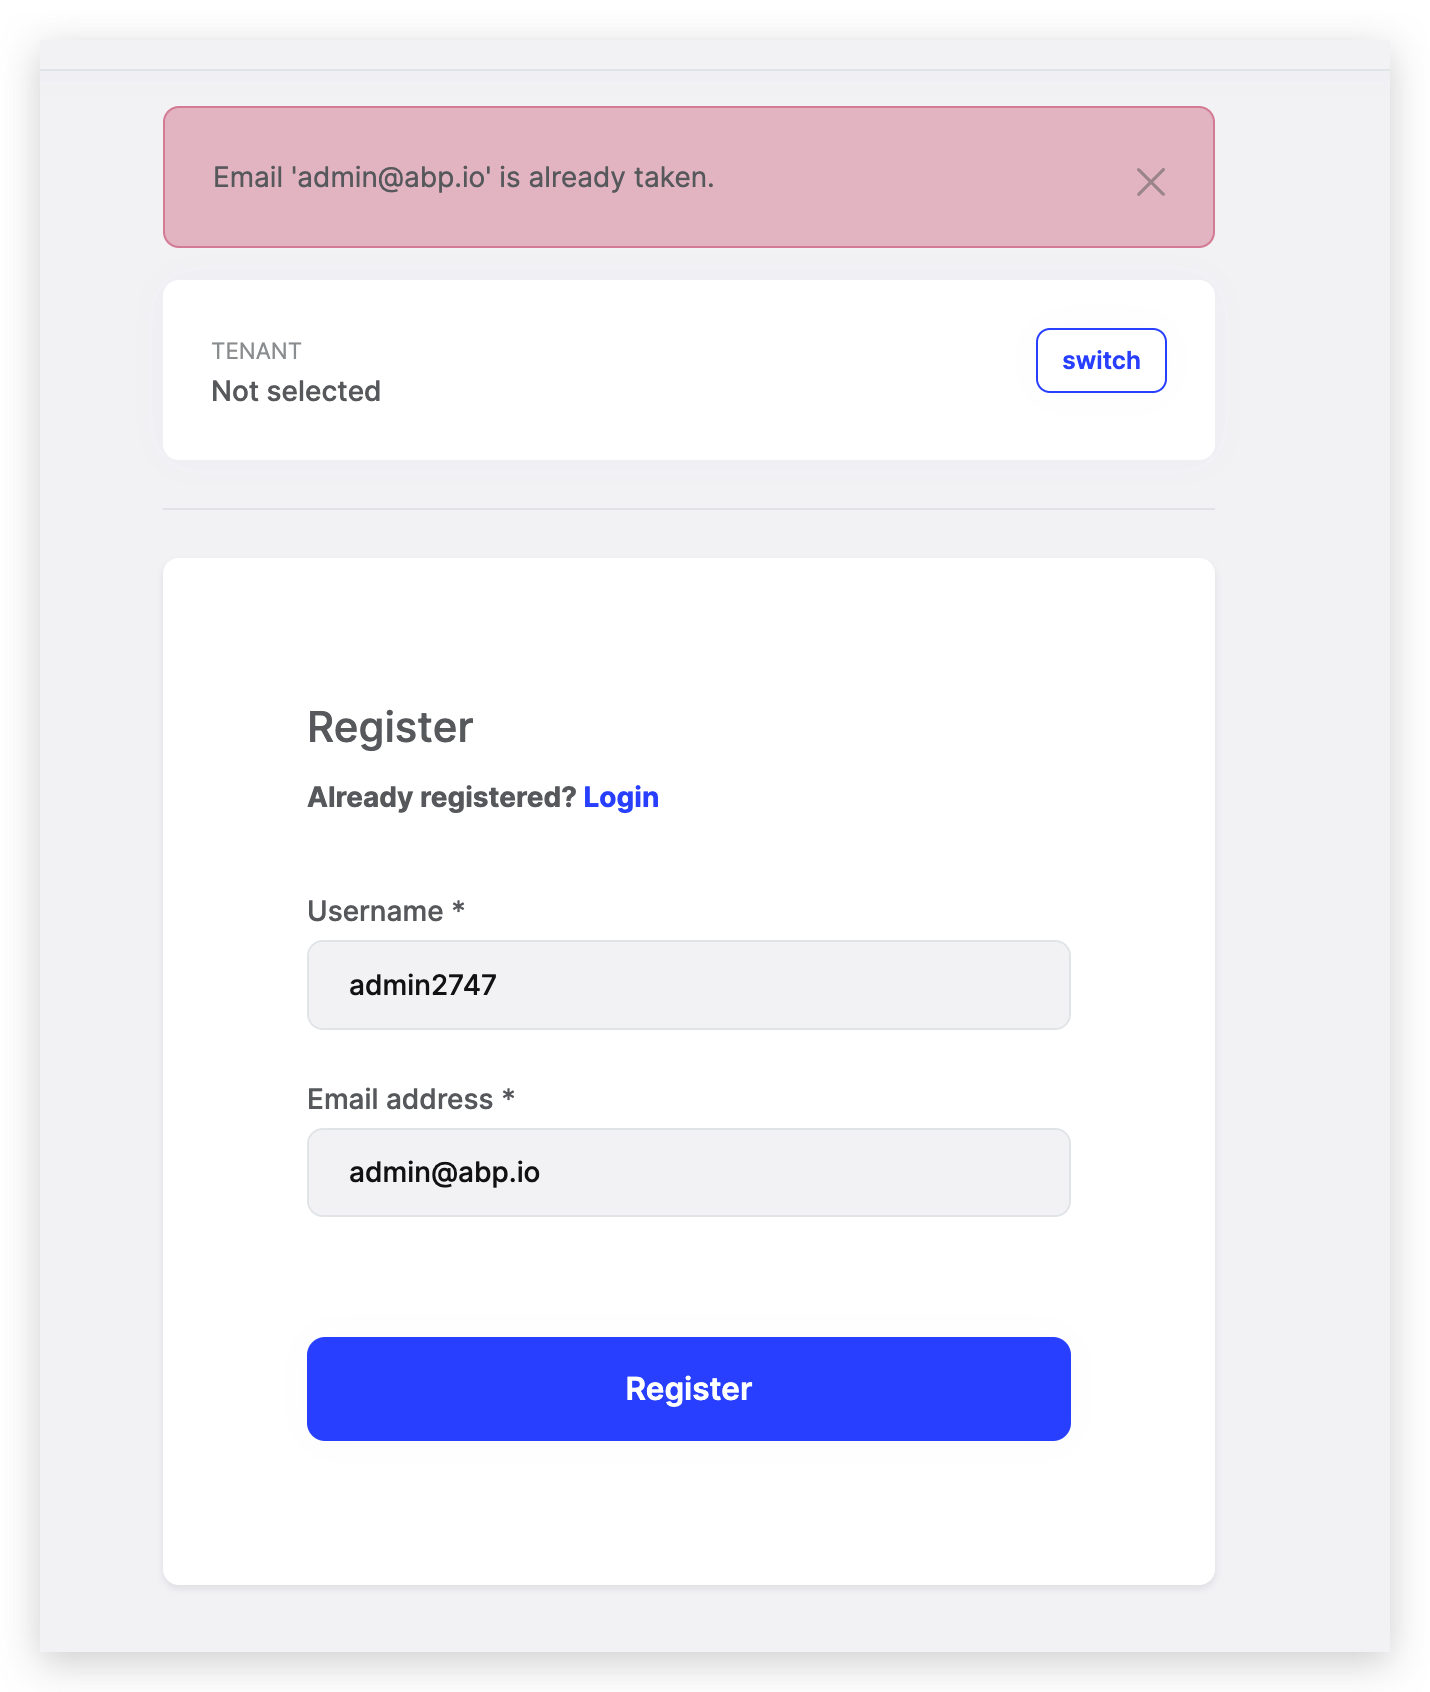 Email 'admin@abp.io' is already taken.
TENANT
Not selected
switch
Register
Already registered? Login
Username *
admin2747
Email address *
admin@abp.io
Register